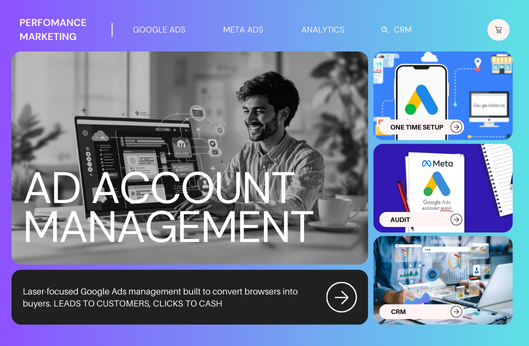 PERFOMANCE
MARKETING
GOOGLE ADS
META ADS
ANALYTICS
CRM
AD ACCOUNT
MANAGEMENT
Laser-focused Google Ads management built to convert browsers into
buyers. LEADS TO CUSTOMERS, CLICKS TO CASH
Google AdWords
ONE TIME SETUP
Meta
Google Ads
ACCOUNT AUDIT
AUDIT
CRM